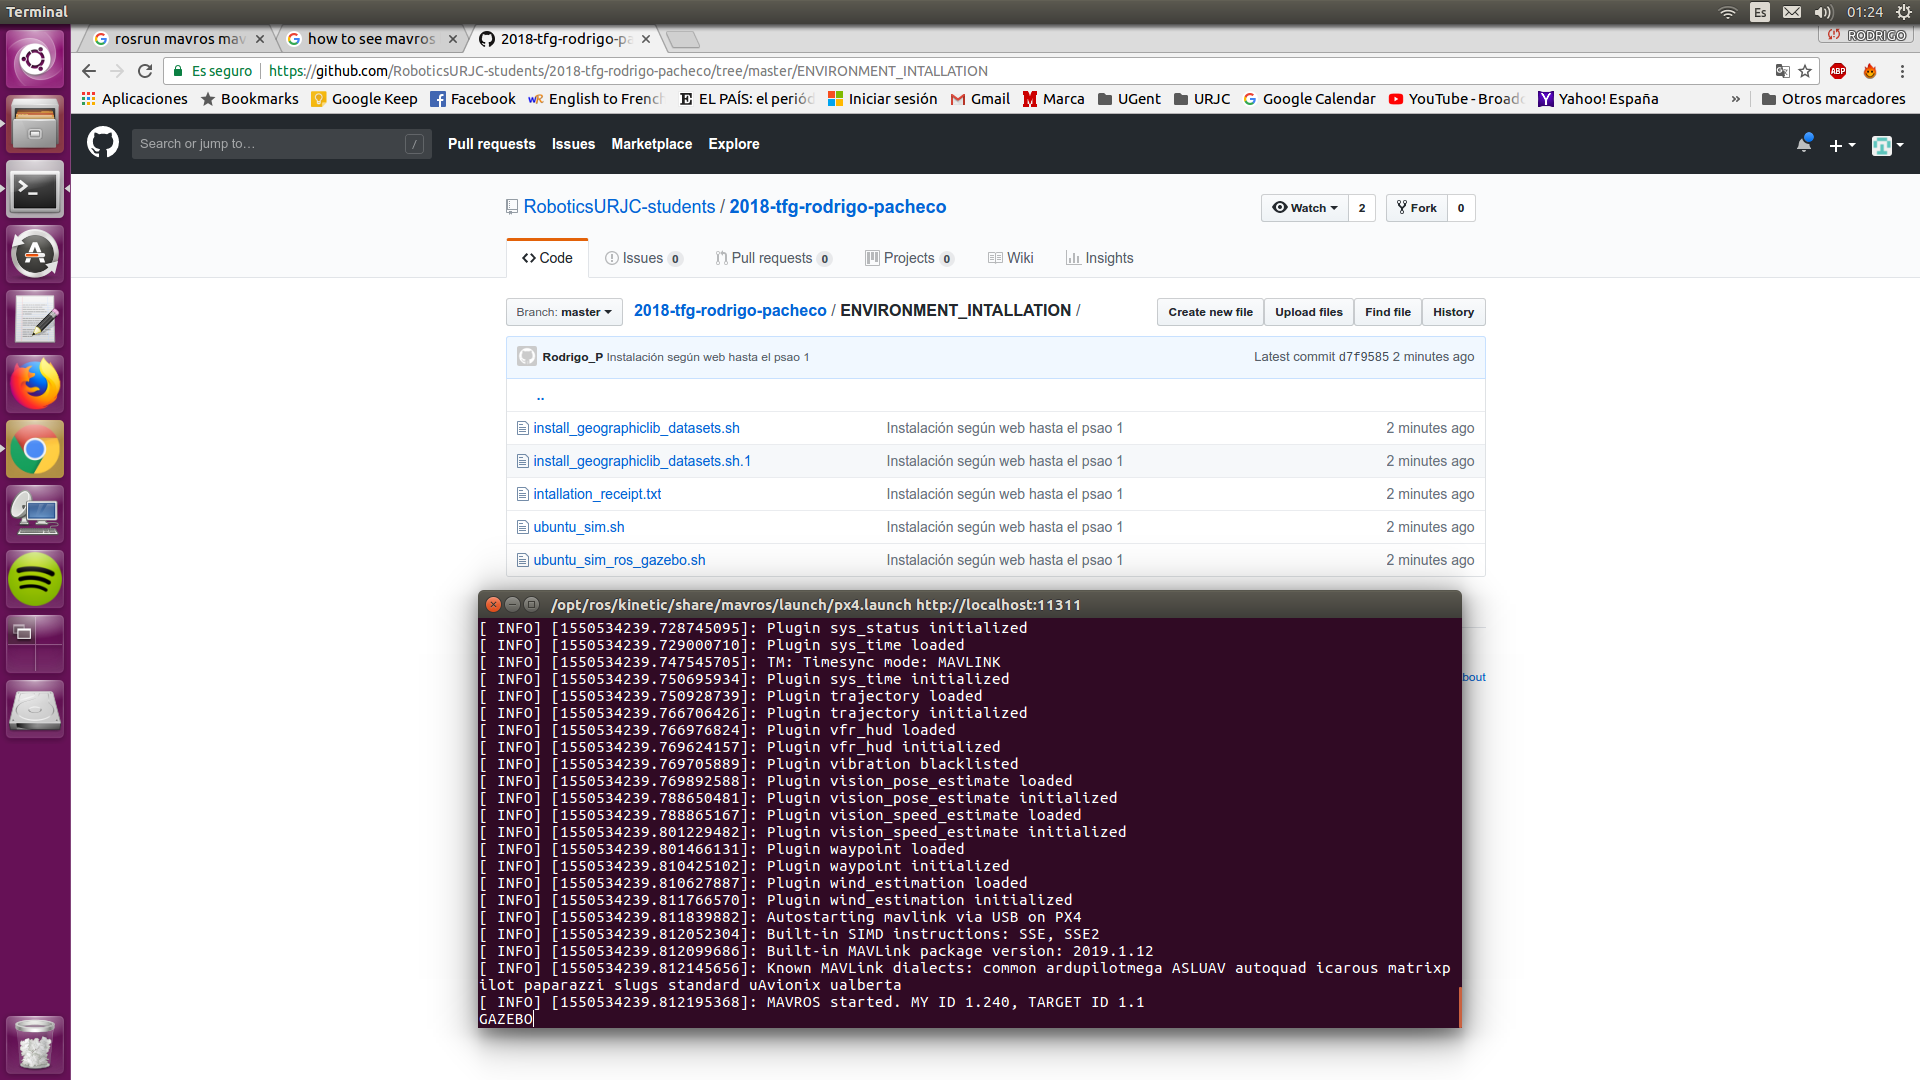 Terminal
Es
01:24
rosrun mavros mav
how to see mavros
2018-tfg-rodrigo-pa
RODRIGO
Es seguro
https://github.com/RoboticsURJC-students/2018-tfg-rodrigo-pacheco/tree/master/ENVIRONMENT_INTALLATION
ABP
Aplicaciones
Bookmarks
Google Keep
Facebook
English to French
EL PAÍS: el periód
Iniciar sesión
Gmail
Marca
UGent
URJC
Google Calendar
YouTube - Broadc
Yahoo! España
»
Otros marcadores
Search or jump to…
/
Pull requests
Issues
Marketplace
Explore
RoboticsURJC-students / 2018-tfg-rodrigo-pacheco
Watch 2
Fork 0
Code
Issues 0
Pull requests 0
Projects 0
Wiki
Insights
Branch: master
2018-tfg-rodrigo-pacheco / ENVIRONMENT_INTALLATION /
Create new file
Upload files
Find file
History
Rodrigo_P Instalación según web hasta el psao 1
Latest commit d7f9585 2 minutes ago
..
install_geographiclib_datasets.sh Instalación según web hasta el psao 1 2 minutes ago
install_geographiclib_datasets.sh.1 Instalación según web hasta el psao 1 2 minutes ago
intallation_receipt.txt Instalación según web hasta el psao 1 2 minutes ago
ubuntu_sim.sh Instalación según web hasta el psao 1 2 minutes ago
ubuntu_sim_ros_gazebo.sh Instalación según web hasta el psao 1 2 minutes ago
bout
/opt/ros/kinetic/share/mavros/launch/px4.launch http://localhost:11311
[ INFO] [1550534239.728745095]: Plugin sys_status initialized
[ INFO] [1550534239.729000710]: Plugin sys_time loaded
[ INFO] [1550534239.747545705]: TM: Timesync mode: MAVLINK
[ INFO] [1550534239.750695934]: Plugin sys_time initialized
[ INFO] [1550534239.750928739]: Plugin trajectory loaded
[ INFO] [1550534239.766706426]: Plugin trajectory initialized
[ INFO] [1550534239.766976824]: Plugin vfr_hud loaded
[ INFO] [1550534239.769624157]: Plugin vfr_hud initialized
[ INFO] [1550534239.769705889]: Plugin vibration blacklisted
[ INFO] [1550534239.769892588]: Plugin vision_pose_estimate loaded
[ INFO] [1550534239.788650481]: Plugin vision_pose_estimate initialized
[ INFO] [1550534239.788865167]: Plugin vision_speed_estimate loaded
[ INFO] [1550534239.801229482]: Plugin vision_speed_estimate initialized
[ INFO] [1550534239.801466131]: Plugin waypoint loaded
[ INFO] [1550534239.810425102]: Plugin waypoint initialized
[ INFO] [1550534239.810627887]: Plugin wind_estimation loaded
[ INFO] [1550534239.811766570]: Plugin wind_estimation initialized
[ INFO] [1550534239.811839882]: Autostarting mavlink via USB on PX4
[ INFO] [1550534239.812052304]: Built-in SIMD instructions: SSE, SSE2
[ INFO] [1550534239.812099686]: Built-in MAVLink package version: 2019.1.12
[ INFO] [1550534239.812145656]: Known MAVLink dialects: common ardupilotmega ASLUAV autoquad icarous matrixp
ilot paparazzi slugs standard uAvionix ualberta
[ INFO] [1550534239.812195368]: MAVROS started. MY ID 1.240, TARGET ID 1.1
GAZEBO